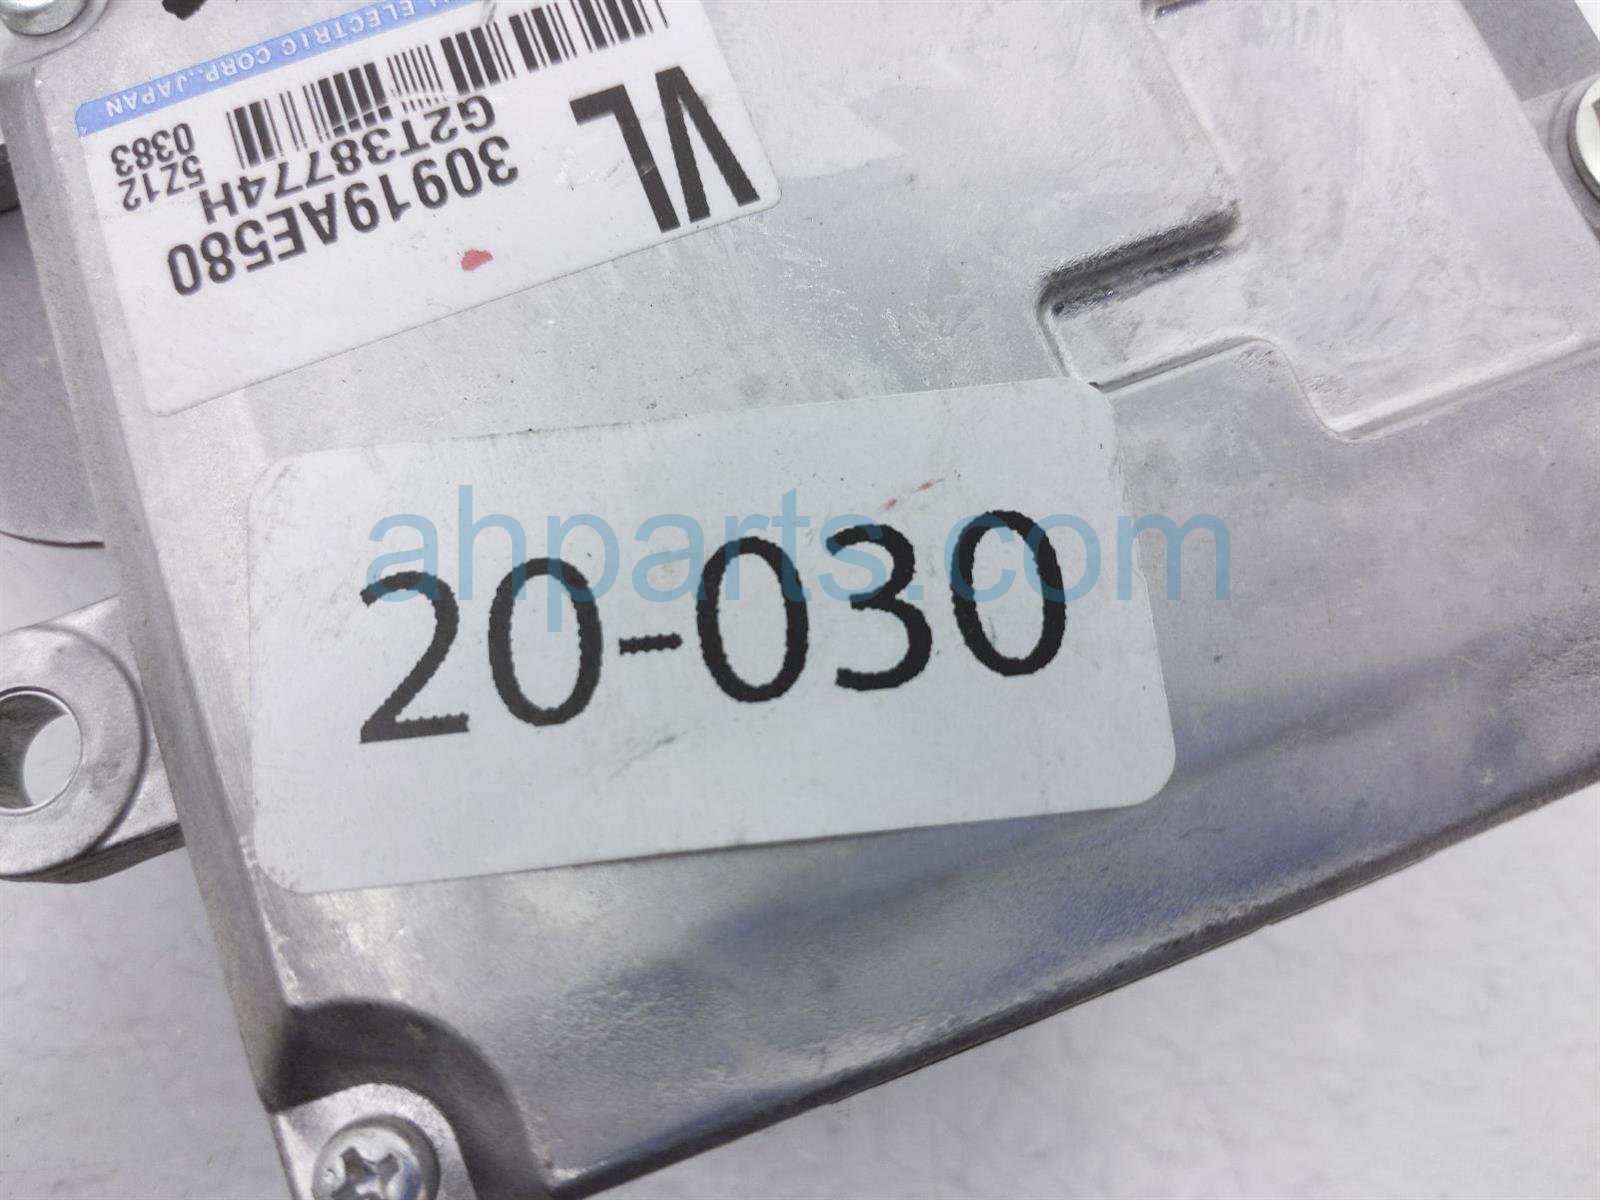 VL
30919AE580
G2T38774H
5Z12
0383
ELECTRIC CORP. JAPAN
20-030
ahparts.com